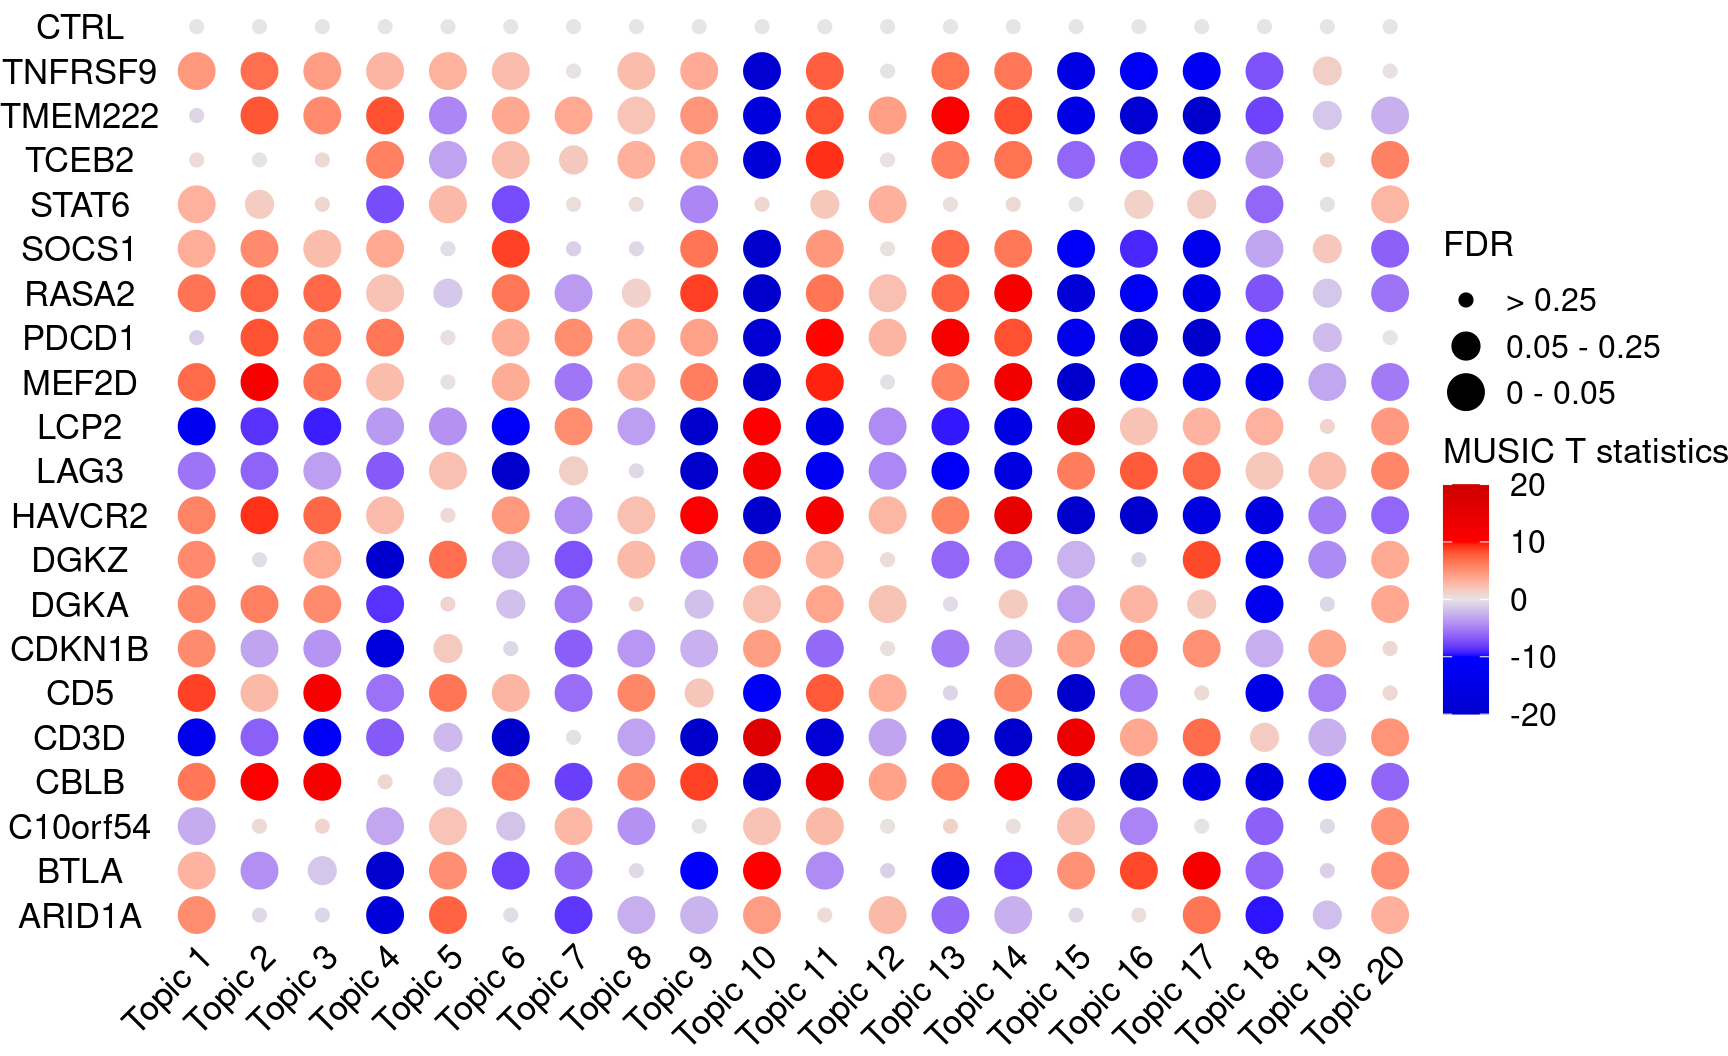 CTRL
TNFRSF9
TMEM222
TCEB2
STAT6
SOCS1
RASA2
PDCD1
MEF2D
LCP2
LAG3
HAVCR2
DGKZ
DGKA
CDKN1B
CD5
CD3D
CBLB
C10orf54
BTLA
ARID1A
Topic 1
Topic 2
Topic 3
Topic 4
Topic 5
Topic 6
Topic 7
Topic 8
Topic 9
Topic 10
Topic 11
Topic 12
Topic 13
Topic 14
Topic 15
Topic 16
Topic 17
Topic 18
Topic 19
Topic 20
FDR
> 0.25
0.05 - 0.25
0 - 0.05
MUSIC T statistics
20
10
0
-10
-20